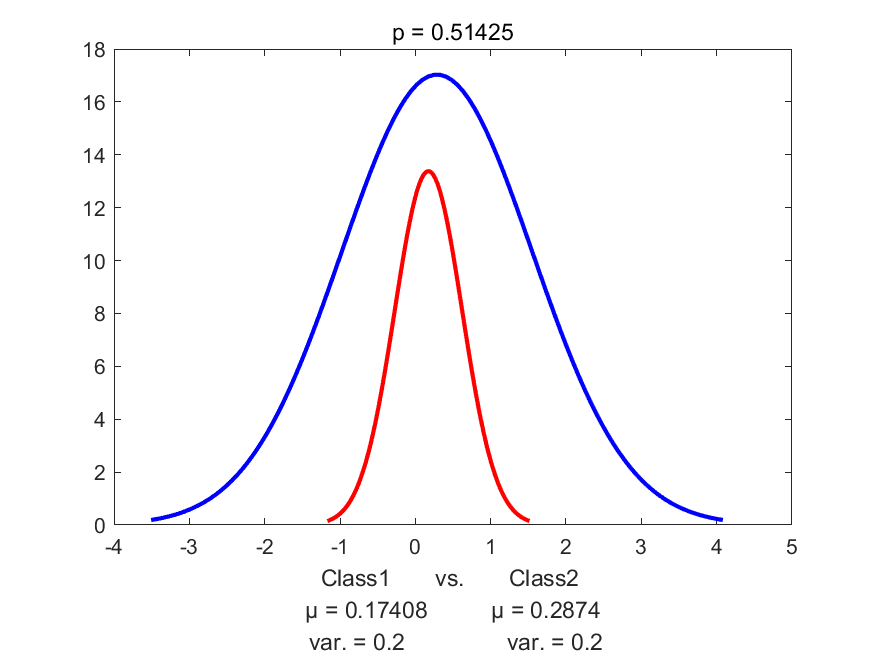 p = 0.51425
18
16
14
12
10
8
6
4
2
0
-4 -3 -2 -1 0 1 2 3 4 5
Class1 vs. Class2
μ = 0.17408 μ = 0.2874
var. = 0.2 var. = 0.2